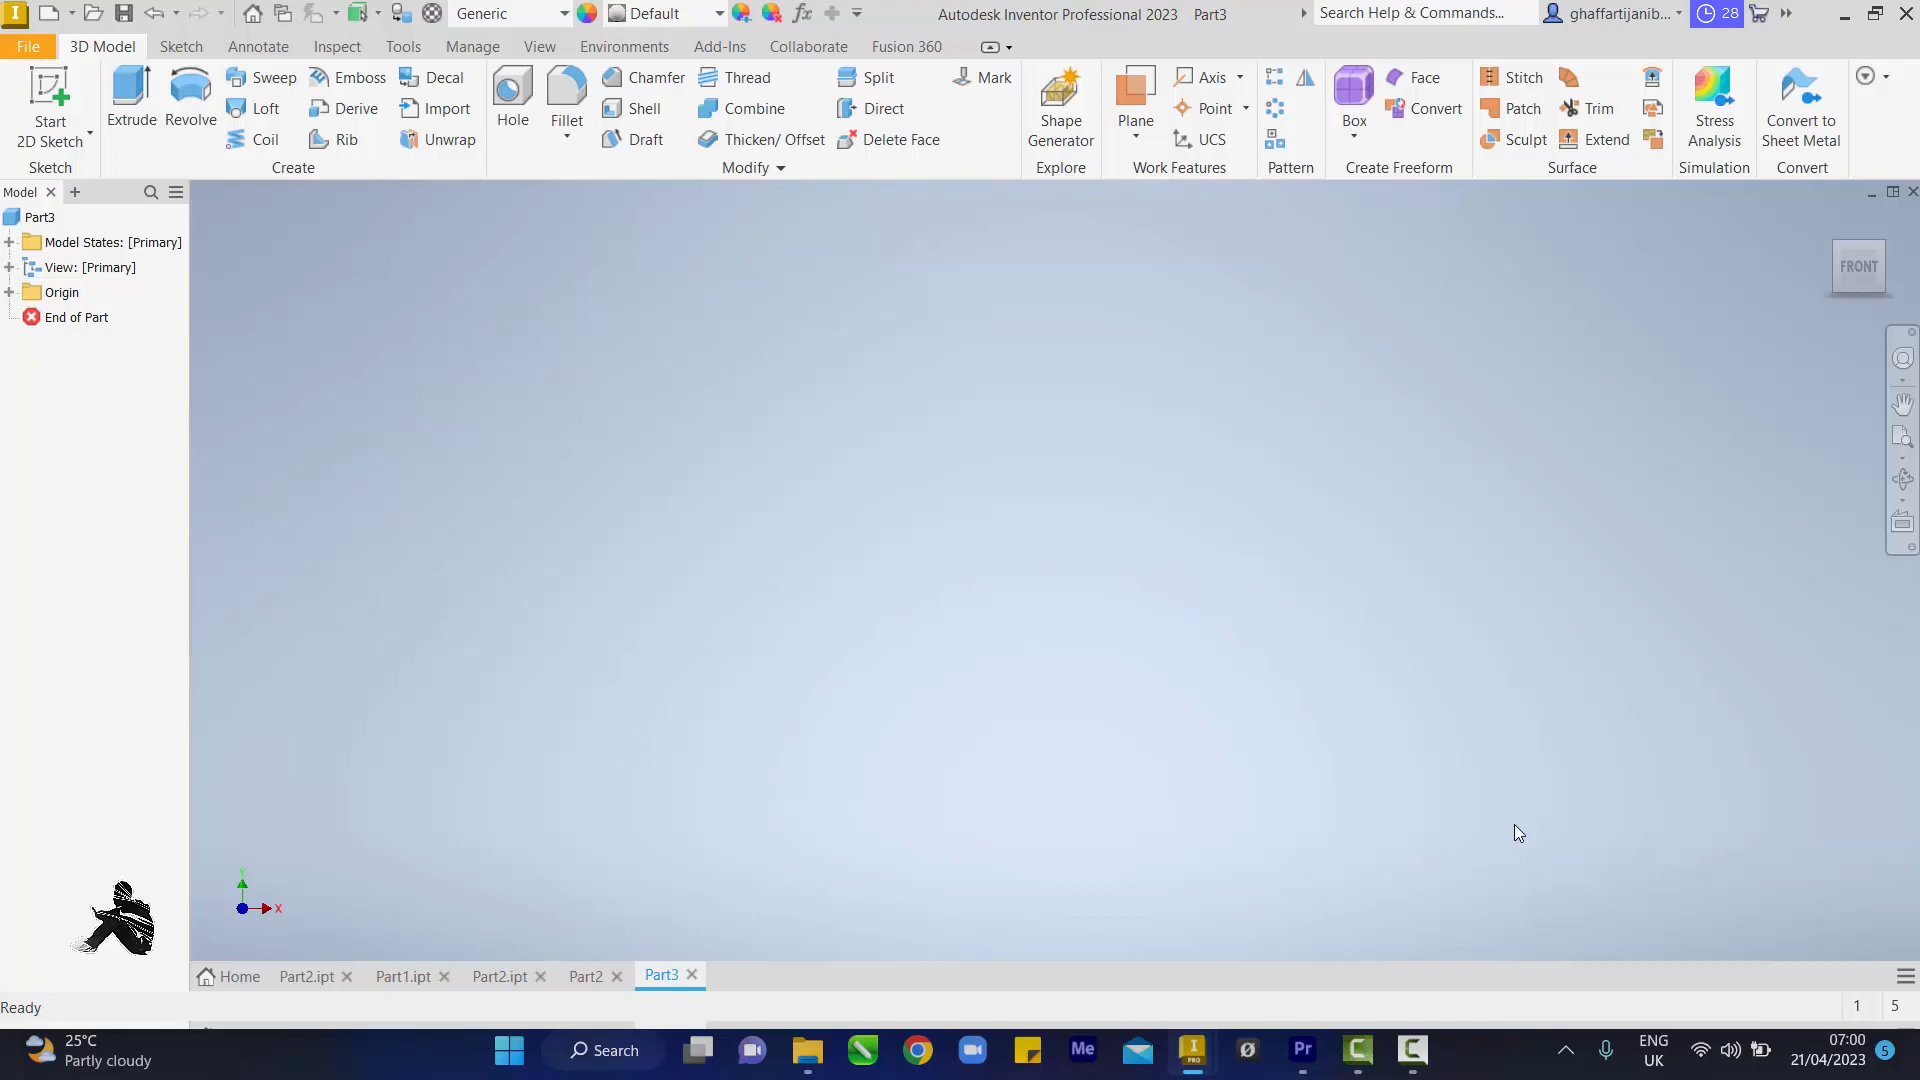 Generic
Default
Autodesk Inventor Professional 2023 Part3
Search Help & Commands...
ghaffartijanib...
28
File 3D Model Sketch Annotate Inspect Tools Manage View Environments Add-Ins Collaborate Fusion 360
Start
2D Sketch
Sketch
Extrude
Revolve
Sweep
Loft
Coil
Emboss
Derive
Rib
Decal
Import
Unwrap
Create
Hole
Fillet
Chamfer
Shell
Draft
Thread
Combine
Thicken/ Offset
Split
Direct
Delete Face
Mark
Modify
Shape
Generator
Explore
Plane
Axis
Point
UCS
Work Features
Pattern
Box
Face
Convert
Create Freeform
Stitch
Patch
Sculpt
Trim
Extend
Surface
Stress
Analysis
Simulation
Convert to
Sheet Metal
Convert
Model
Part3
Model States: [Primary]
View: [Primary]
Origin
End of Part
FRONT
Y
X
Home Part2.ipt Part1.ipt Part2.ipt Part2 Part3
Ready
1 5
25°C
Partly cloudy
Search
Me
I
PRO
Pr
ENG
UK
07:00
21/04/2023
5